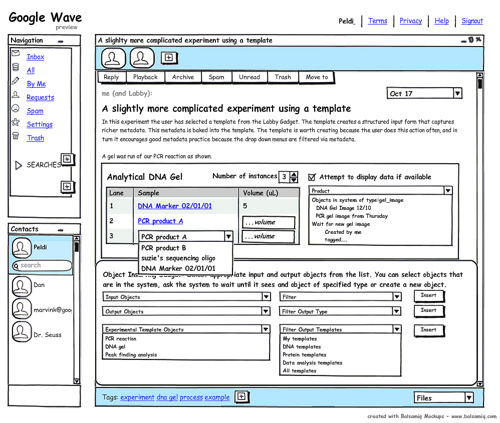 Google Wave
preview
Peldi
Terms
Privacy
Help
Signout
Navigation
Inbox
All
By Me
Requests
Spam
Settings
Trash
SEARCHES
Contacts
Peldi
search
Dan
marvink@goo
Dr. Seuss
A slightly more complicated experiment using a template
Reply
Playback
Archive
Spam
Unread
Trash
Move to
me (and Lobby):
Oct 17
A slightly more complicated experiment using a template
In this experiment the user has selected a template from the Lobby Gadget. The template creates a structured input form that captures
richer metadata. This metadata is baked into the template. The template is worth creating because the user does this action often, and in
turn it encourages good metadata practice because the drop down menus are filtered via metadata.
A gel was run of our PCR reaction as shown.
Analytical DNA Gel
Number of instances
3
Attempt to display data if available
Lane
Sample
Volume (uL)
1
DNA Marker 02/01/01
5
2
PCR product A
...volume
3
PCR product A
...volume
PCR product B
suzie's sequencing oligo
DNA Marker 02/01/01
Product
Objects in system of type:gel_image
DNA Gel Image 12/10
PCR gel image from Thursday
Wait for new gel image
Created by me
tagged...
Object
appropriate input and output objects from the list. You can select objects that
are in the system, ask the system to wait until it sees and object of specified type or create a new object.
Input Objects
Filter
Insert
Output Objects
Filter Output Type
Insert
Experimental Template Objects
Filter Output Templates
Insert
PCR reaction
DNA gel
Peak finding analysis
My templates
DNA templates
Protein templates
Data analysis templates
All templates
Tags: experiment dna gel process example
Files
created with Balsamiq Mockups - www.balsamiq.com